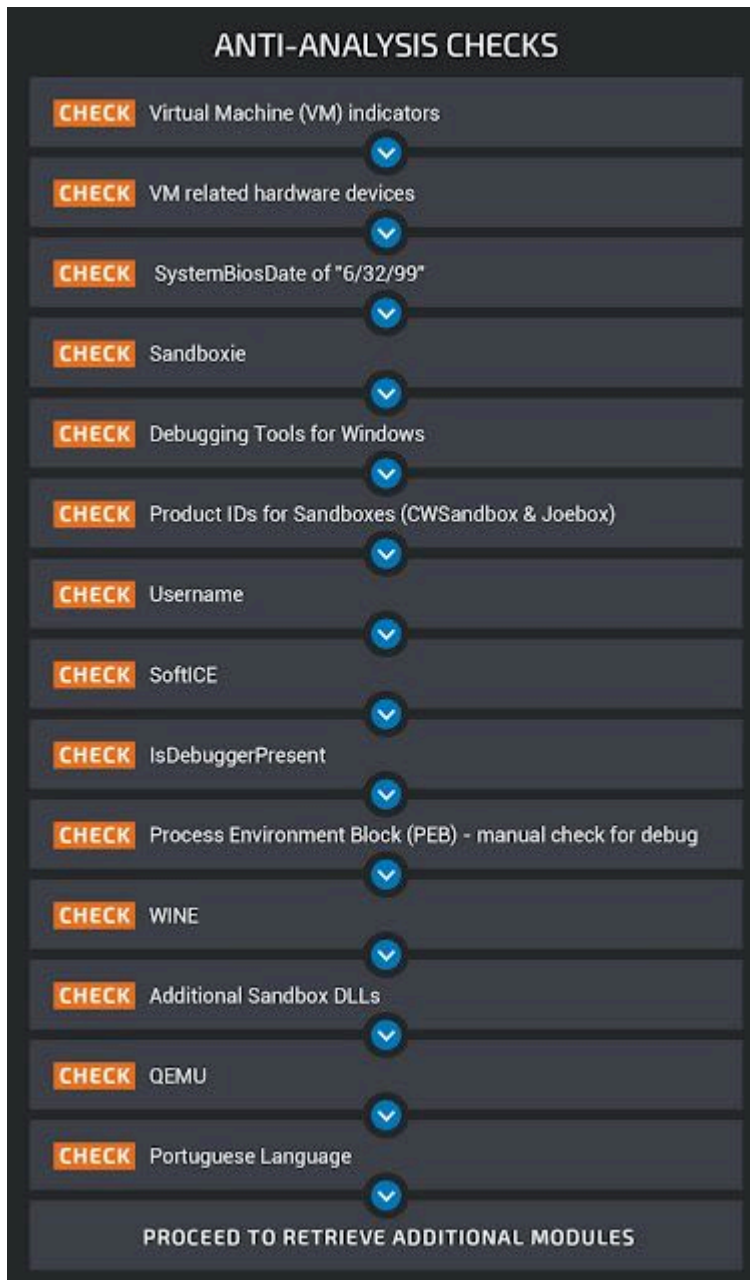 ANTI-ANALYSIS CHECKS
CHECK Virtual Machine (VM) indicators
CHECK VM related hardware devices
CHECK SystemBiosDate of "6/32/99"
CHECK Sandboxie
CHECK Debugging Tools for Windows
CHECK Product IDs for Sandboxes (CWSandbox & Joebox)
CHECK Username
CHECK SoftICE
CHECK IsDebuggerPresent
CHECK Process Environment Block (PEB) - manual check for debug
CHECK WINE
CHECK Additional Sandbox DLLs
CHECK QEMU
CHECK Portuguese Language
PROCEED TO RETRIEVE ADDITIONAL MODULES